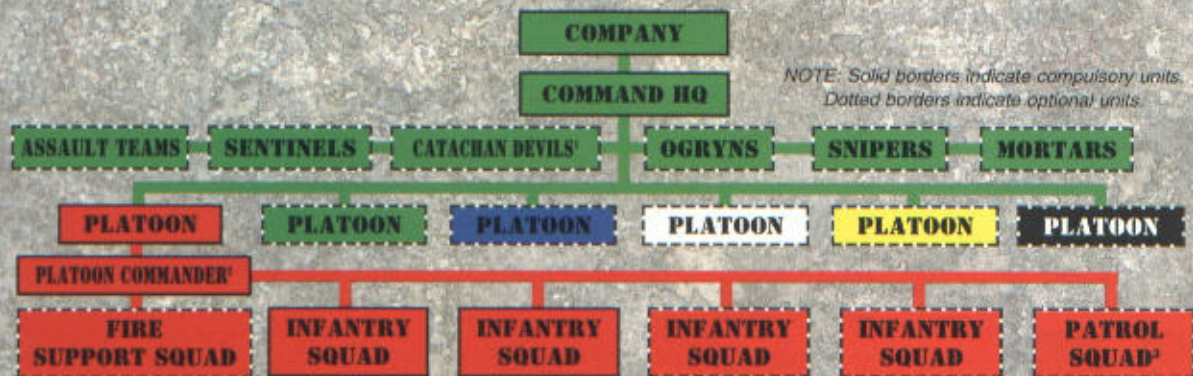 COMPANY
COMMAND HQ
NOTE: Solid borders indicate compulsory units.
Dotted borders indicate optional units.
ASSAULT TEAMS
SENTINELS
CATACHAN DEVILS¹
OGRYNS
SNIPERS
MORTARS
PLATOON
PLATOON
PLATOON
PLATOON
PLATOON
PLATOON
PLATOON COMMANDER²
FIRE
SUPPORT SQUAD
INFANTRY
SQUAD
INFANTRY
SQUAD
INFANTRY
SQUAD
INFANTRY
SQUAD
PATROL
SQUAD³